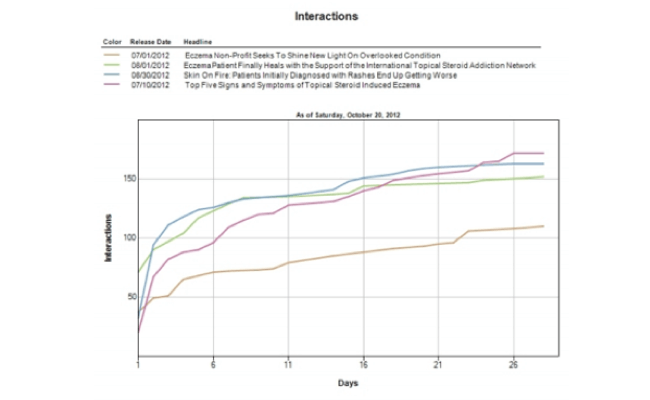 Interactions
Color Release Date Headline
07/01/2012 Eczema Non-Profit Seeks To Shine New Light On Overlooked Condition
08/01/2012 Eczema Patient Finally Heals with the Support of the International Topical Steroid Addiction Network
08/30/2012 Skin On Fire: Patients Initially Diagnosed with Rashes End Up Getting Worse
07/10/2012 Top Five Signs and Symptoms of Topical Steroid Induced Eczema
As of Saturday, October 20, 2012
150
100
50
Interactions
1 6 11 16 21 26
Days